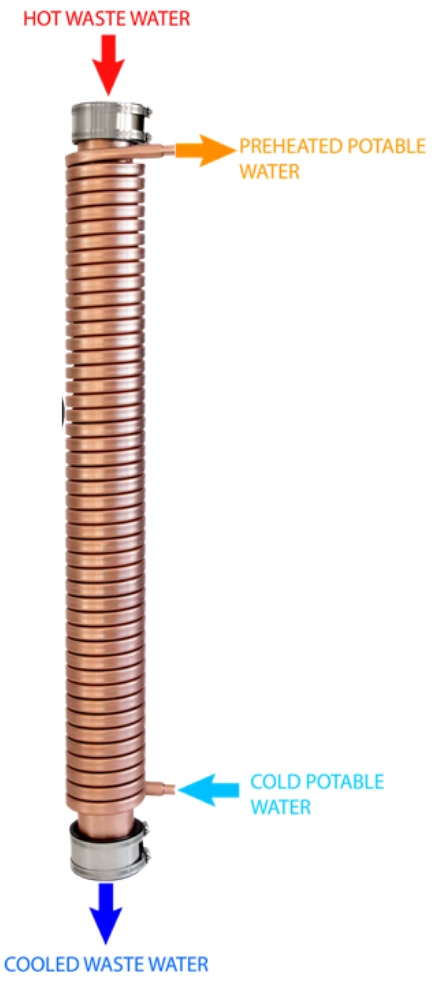 HOT WASTE WATER
PREHEATED POTABLE
WATER
COLD POTABLE
WATER
COOLED WASTE WATER